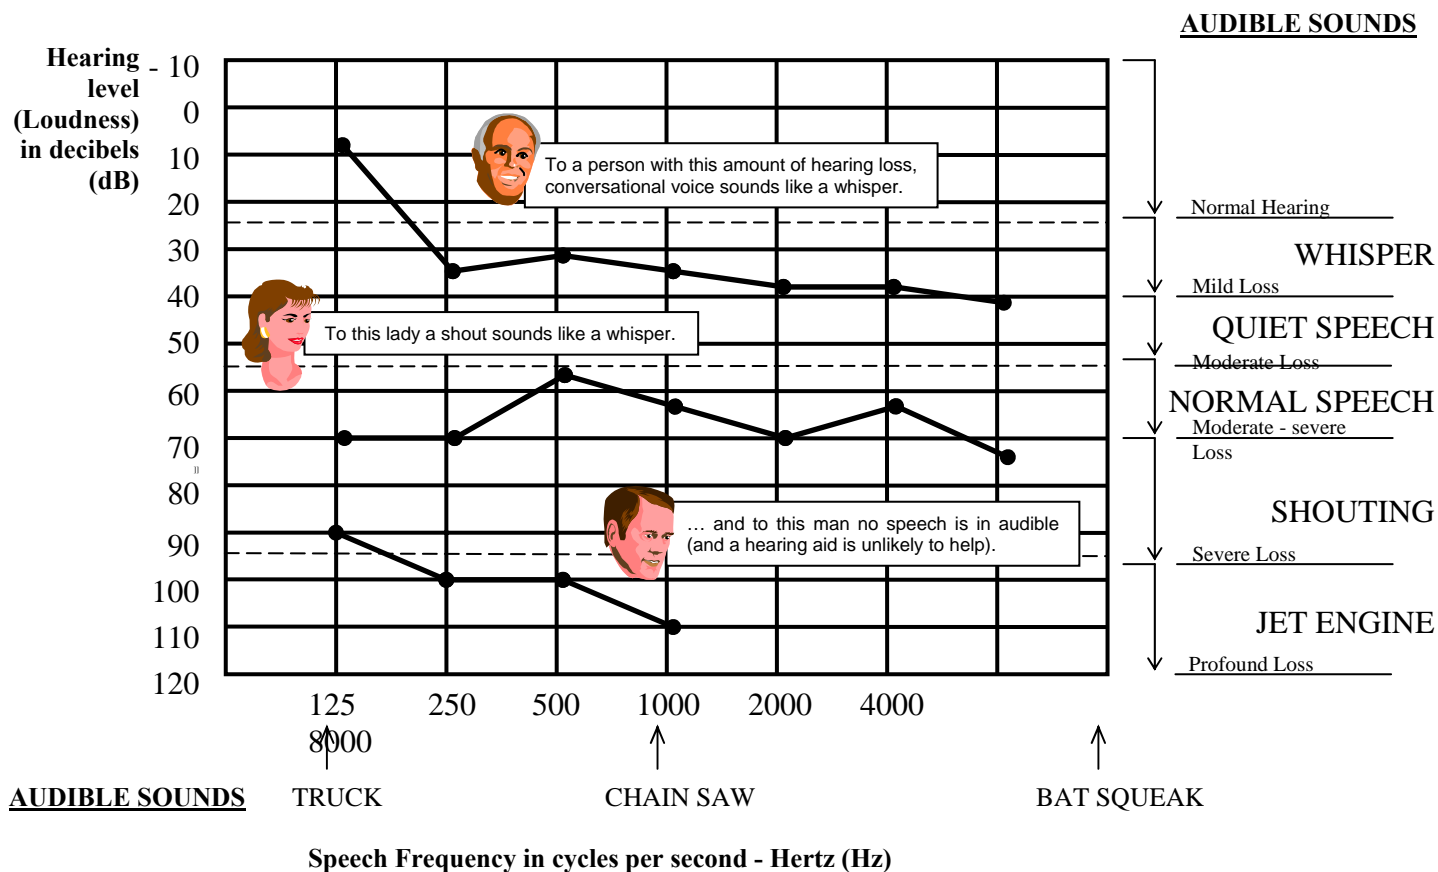 AUDIBLE SOUNDS
Hearing
level
(Loudness)
in decibels
(dB)
- 10
0
10
20
30
40
50
60
70
=
80
90
100
110
120
To a person with this amount of hearing loss,
conversational voice sounds like a whisper.
To this lady a shout sounds like a whisper.
… and to this man no speech is in audible
(and a hearing aid is unlikely to help).
Normal Hearing
WHISPER
Mild Loss
QUIET SPEECH
Moderate Loss
NORMAL SPEECH
Moderate - severe
Loss
SHOUTING
Severe Loss
JET ENGINE
Profound Loss
125 250 500 1000 2000 4000
8000
AUDIBLE SOUNDS TRUCK CHAIN SAW BAT SQUEAK
Speech Frequency in cycles per second - Hertz (Hz)